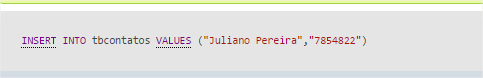 INSERT INTO tbcontatos VALUES ("Juliano Pereira","7854822")